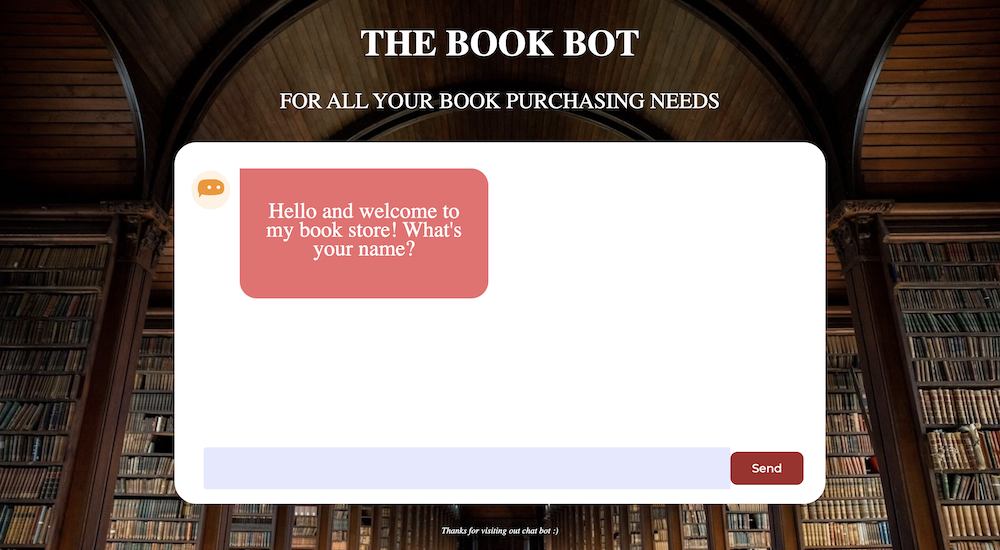 THE BOOK BOT
FOR ALL YOUR BOOK PURCHASING NEEDS
Hello and welcome to
my book store! What's
your name?
Send
Thanks for visiting out chat bot :)